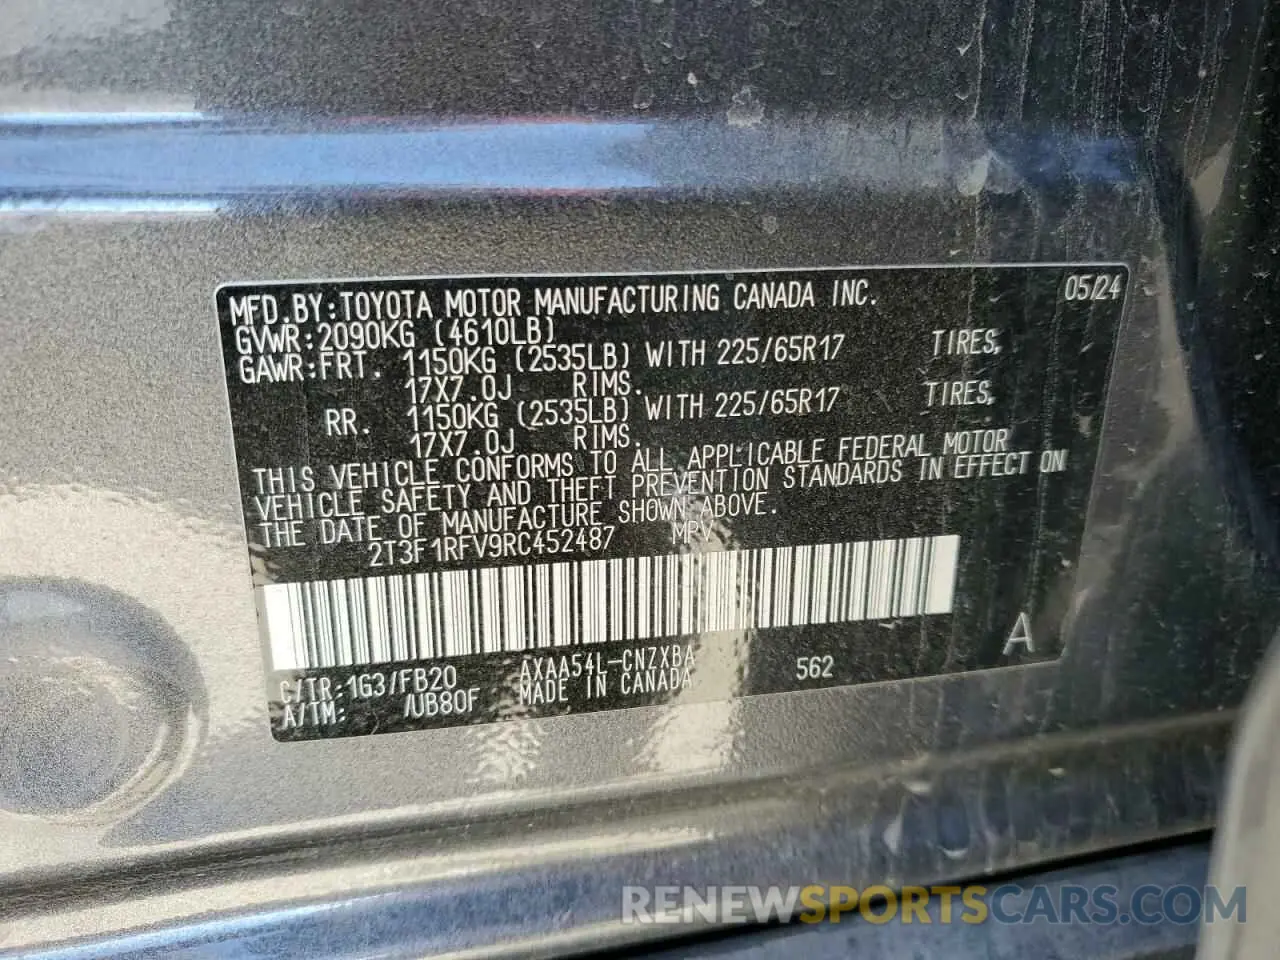 MFD.BY:TOYOTA MOTOR MANUFACTURING CANADA INC. 05/24
GVWR:2090KG (4610LB)
GAWR:FRT. 1150KG (2535LB) WITH 225/65R17 TIRES,
17X7.0J RIMS.
RR. 1150KG (2535LB) WITH 225/65R17 TIRES,
17X7.0J RIMS.
THIS VEHICLE CONFORMS TO ALL APPLICABLE FEDERAL MOTOR
VEHICLE SAFETY AND THEFT PREVENTION STANDARDS IN EFFECT ON
THE DATE OF MANUFACTURE SHOWN ABOVE.
2T3F1RFV9RC452487 MPV
C/TR:1G3/FB20 AXAA54L-CNZXBA 562 A
A/TM: /UB80F MADE IN CANADA
RENEWSPORTSCARS.COM